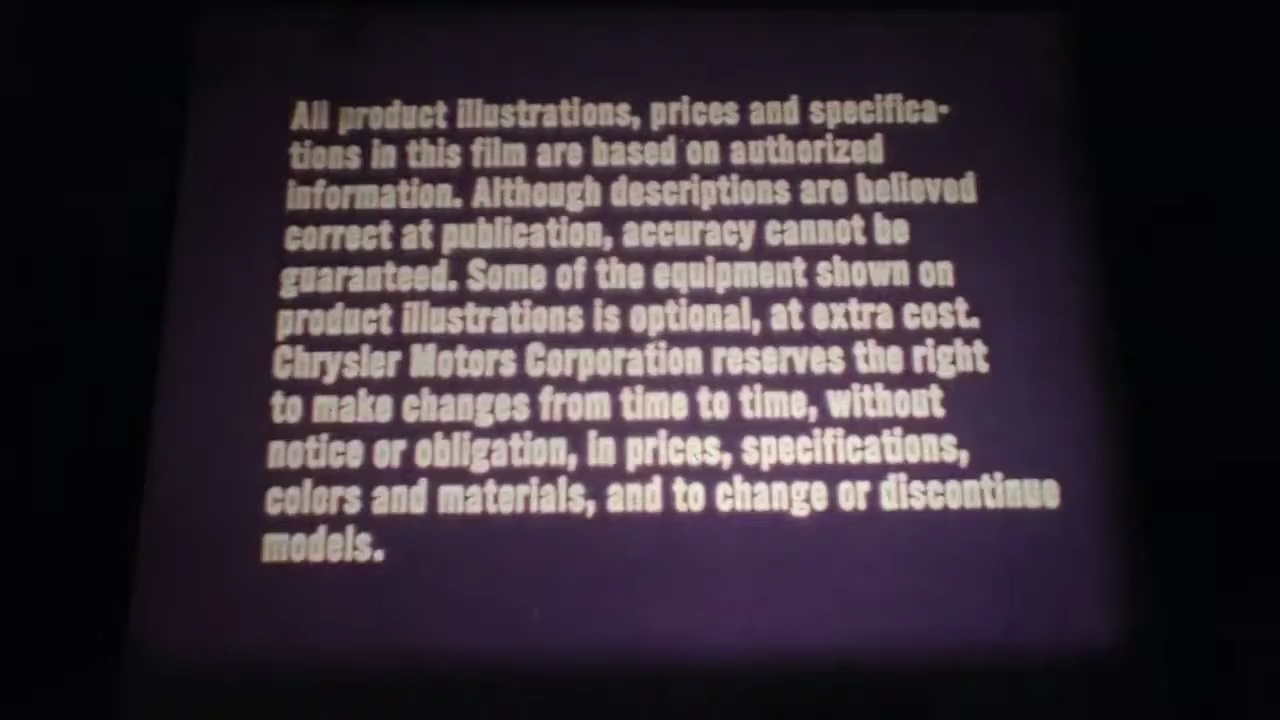 All product illustrations, prices and specifica-
tions in this film are based on authorized
information. Although descriptions are believed
correct at publication, accuracy cannot be
guaranteed. Some of the equipment shown on
product illustrations is optional, at extra cost.
Chrysler Motors Corporation reserves the right
to make changes from time to time, without
notice or obligation, in prices, specifications,
colors and materials, and to change or discontinue
models.